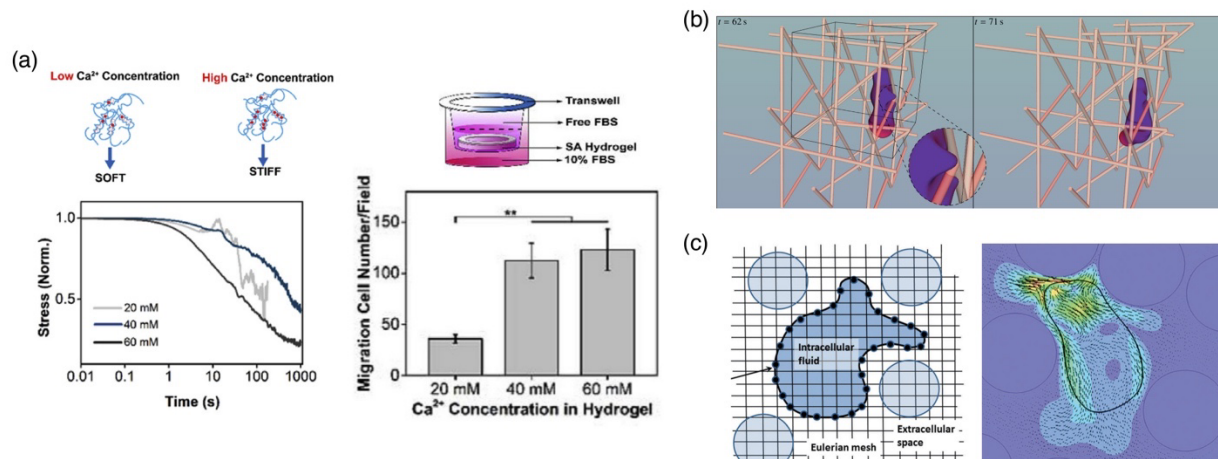 (a)
Low Ca²⁺ Concentration
High Ca²⁺ Concentration
SOFT
STIFF
Stress (Norm.)
1.0
0.5
20 mM
40 mM
60 mM
0.01 0.1 1 10 100 1000
Time (s)
Transwell
Free FBS
SA Hydrogel
10% FBS
Migration Cell Number/Field
150
100
50
0
**
20 mM 40 mM 60 mM
Ca²⁺ Concentration in Hydrogel
(b)
t = 62 s
t = 71 s
(c)
Intracellular
fluid
Extracellular
space
Eulerian mesh